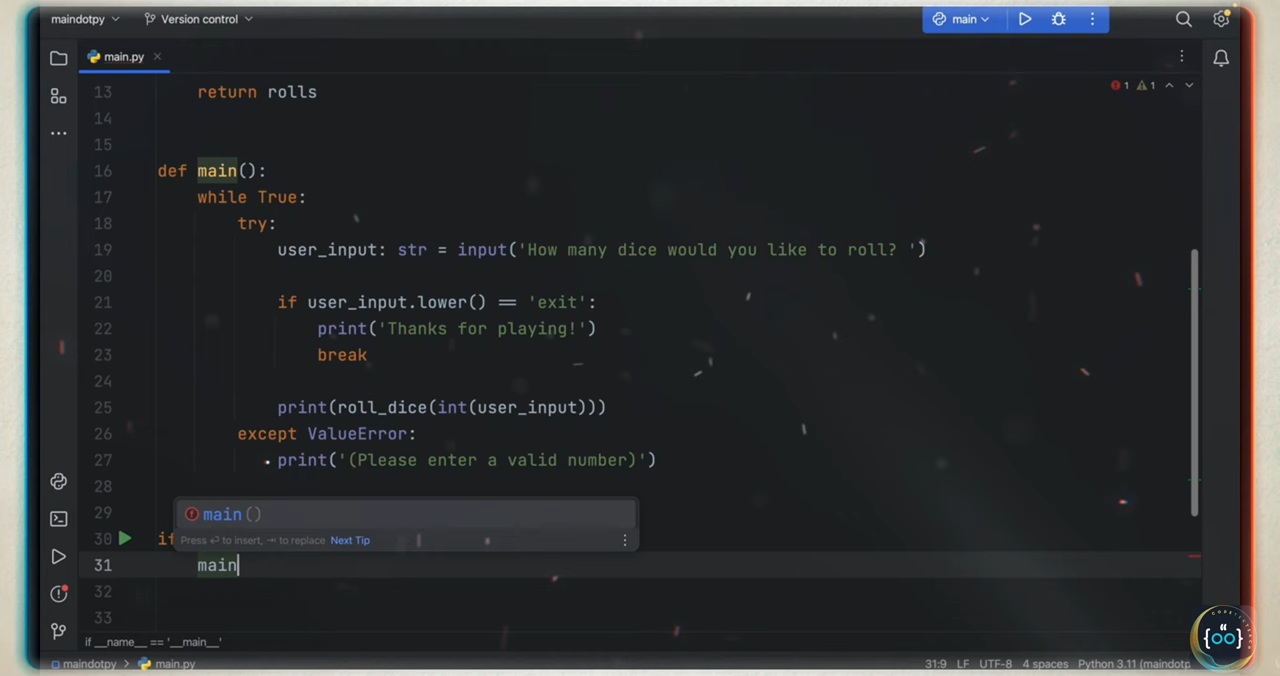 maindotpy Version control main
main.py
1 1
13 return rolls
14
15
16 def main():
17 while True:
18 try:
19 user_input: str = input('How many dice would you like to roll? ')
20
21 if user_input.lower() == 'exit':
22 print('Thanks for playing!')
23 break
24
25 print(roll_dice(int(user_input)))
26 except ValueError:
27 print('(Please enter a valid number)')
28
29 main()
30 if Press ⏎ to insert, ⇥ to replace Next Tip
31 main
32
33
if __name__ == '__main__'
maindotpy > main.py 31:9 LF UTF-8 4 spaces Python 3.11 (maindotp